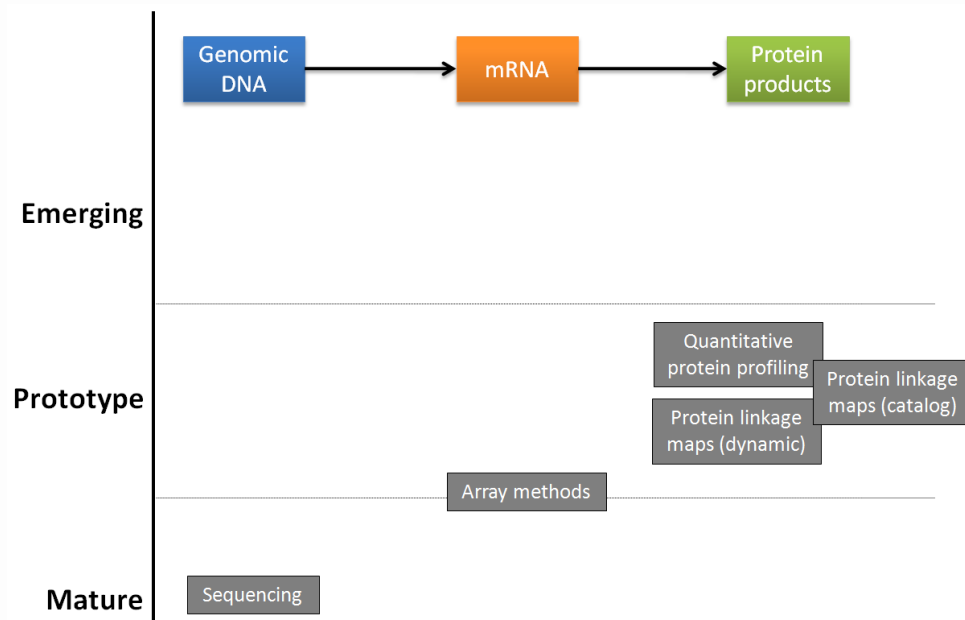 Genomic
DNA
mRNA
Protein
products
Emerging
Quantitative
protein profiling
Protein linkage
maps (catalog)
Prototype
Protein linkage
maps (dynamic)
Array methods
Sequencing
Mature